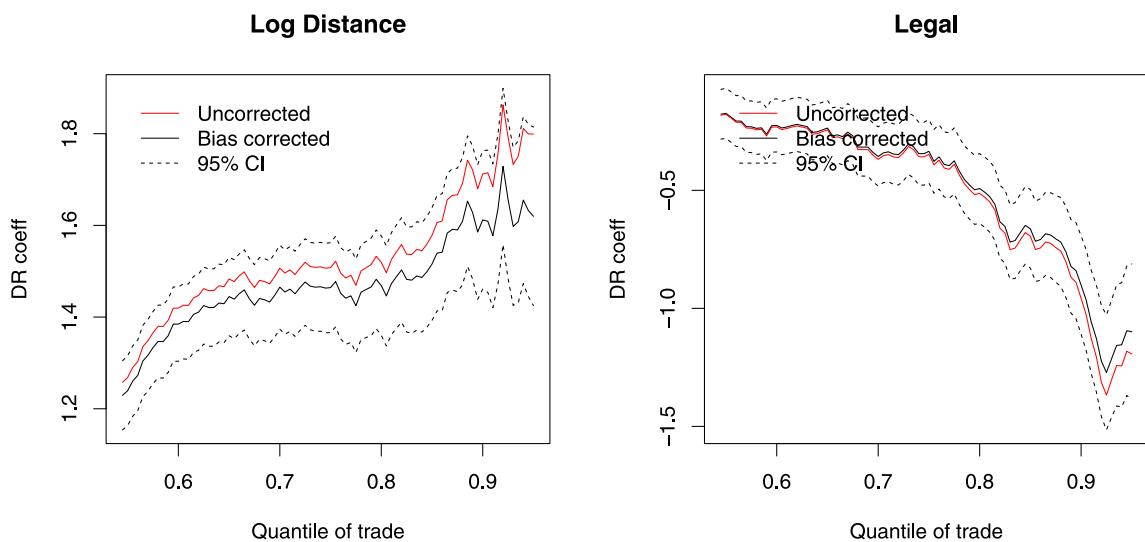 Log Distance
Uncorrected
Bias corrected
95% CI
DR coeff
1.8
1.6
1.4
1.2
0.6 0.7 0.8 0.9
Quantile of trade
Legal
Uncorrected
Bias corrected
95% CI
DR coeff
−0.5
−1.0
−1.5
0.6 0.7 0.8 0.9
Quantile of trade